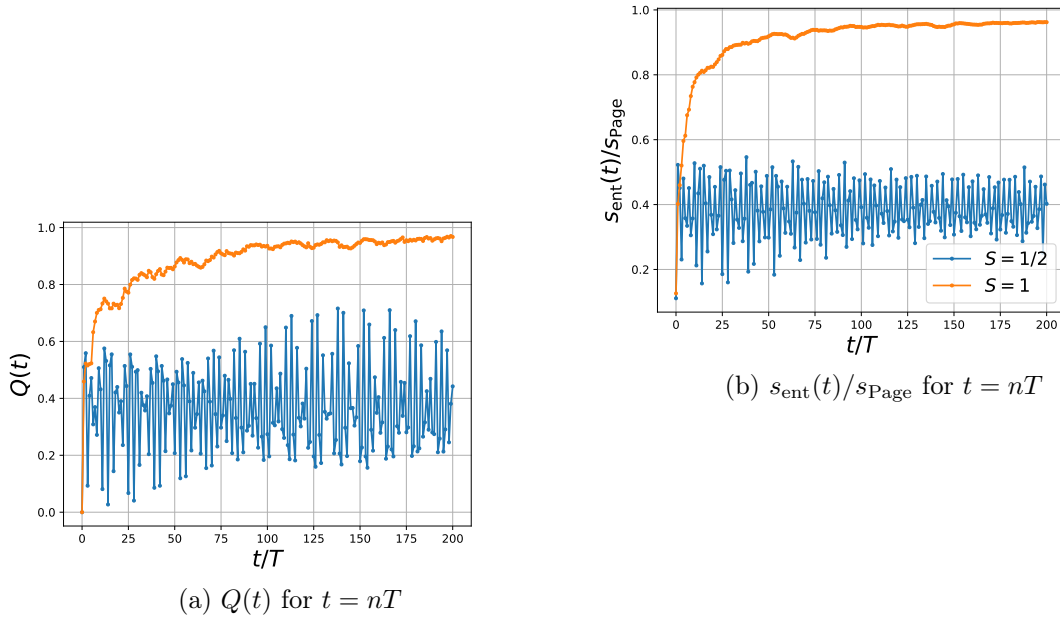 1.0
0.8
0.6
0.4
0.2
0.0
Q(t)
0 25 50 75 100 125 150 175 200
t/T
(a) Q(t) for t = nT
1.0
0.8
0.6
0.4
0.2
s_ent(t)/s_Page
S = 1/2
S = 1
0 25 50 75 100 125 150 175 200
t/T
(b) s_ent(t)/s_Page for t = nT